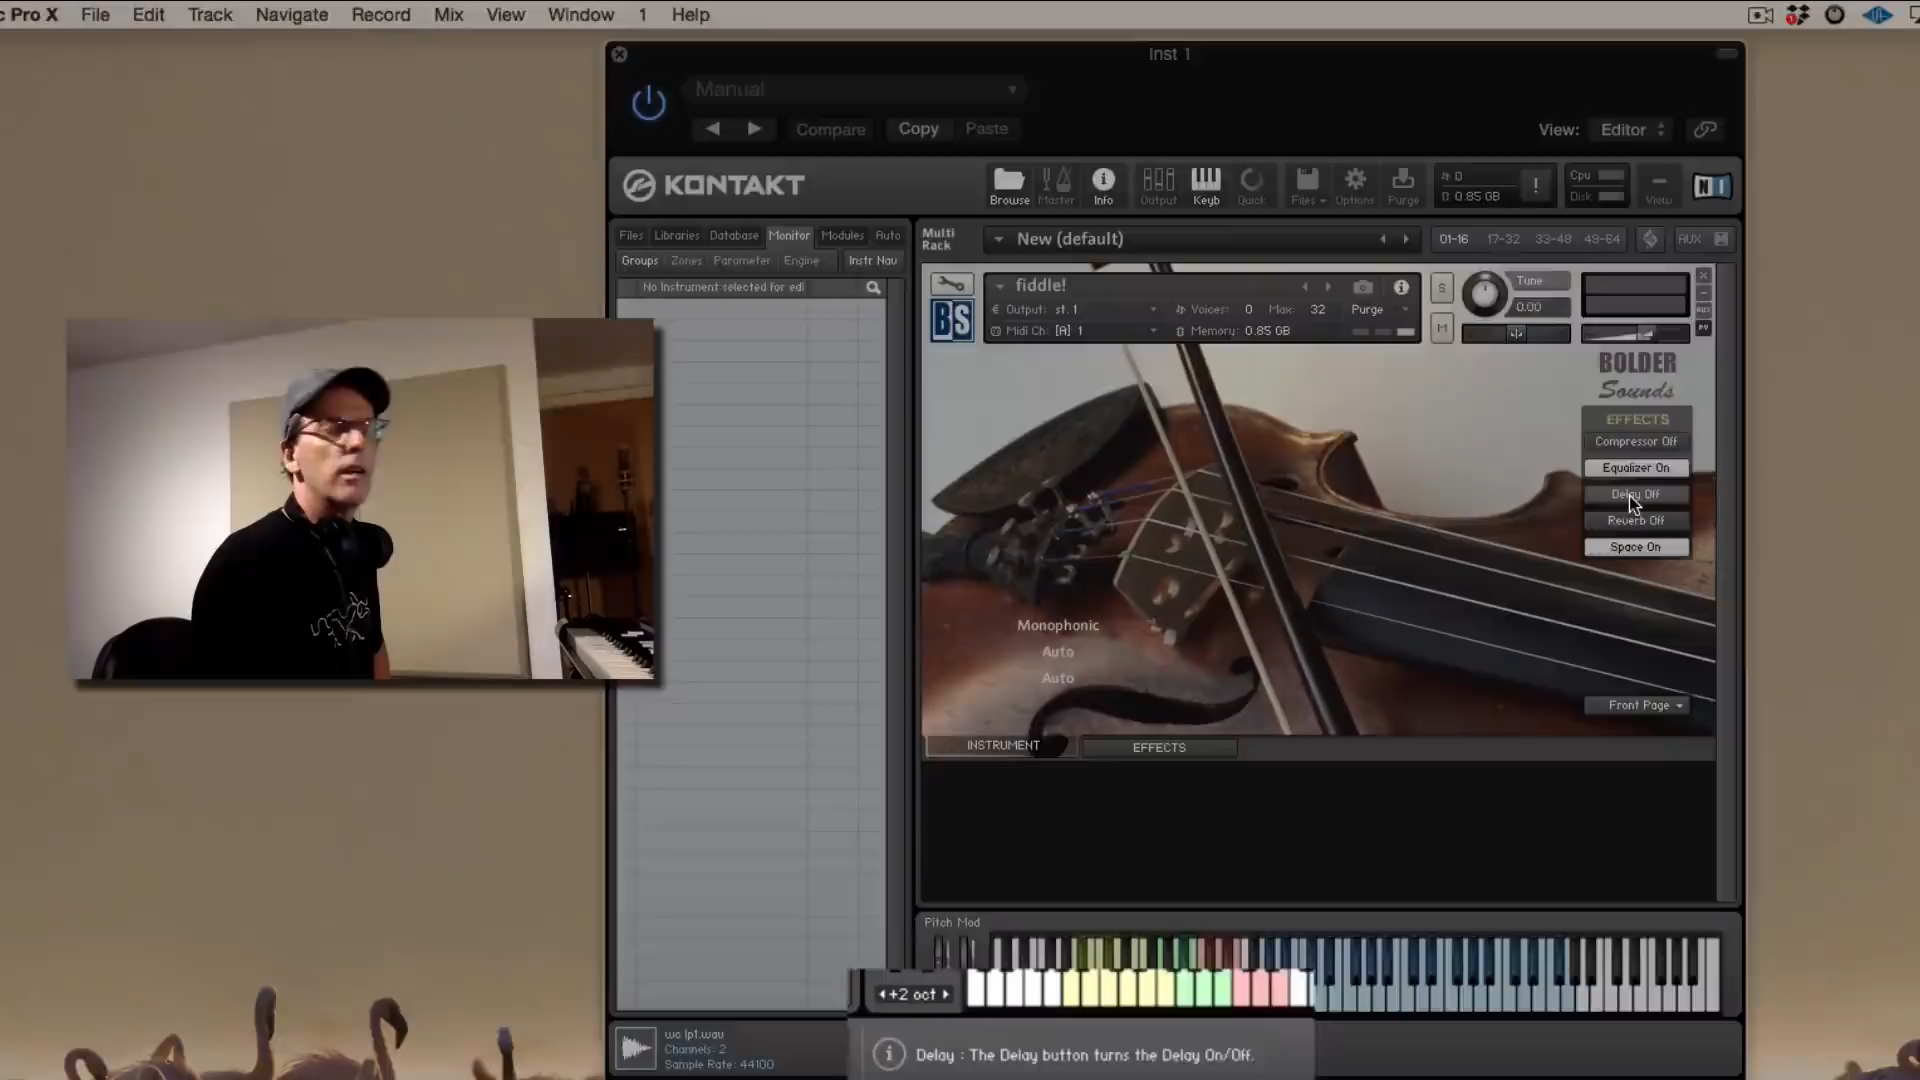 c Pro X File Edit Track Navigate Record Mix View Window 1 Help
Inst 1
Manual
Compare Copy Paste
View: Editor
KONTAKT
Browse Master Info Output Keyb Quick Files Options Purge
0
0.85 GB
!
Cpu
Disk
View
NI
Files Libraries Database Monitor Modules Auto
Groups Zones Parameter Engine Instr Nav
No Instrument selected for edi
Multi
Rack
New (default)
01-16 17-32 33-48 49-64
AUX
fiddle!
Output: st. 1 Voices: 0 Max: 32 Purge
Midi Ch: [A] 1 Memory: 0.85 GB
S
M
Tune
0.00
AUX
PV
BS
BOLDER
Sounds
EFFECTS
Compressor Off
Equalizer On
Delay Off
Reverb Off
Space On
Monophonic
Auto
Auto
Front Page
INSTRUMENT EFFECTS
Pitch Mod
+2 oct
wc lp1.wav
Channels: 2
Sample Rate: 44100
Delay : The Delay button turns the Delay On/Off.